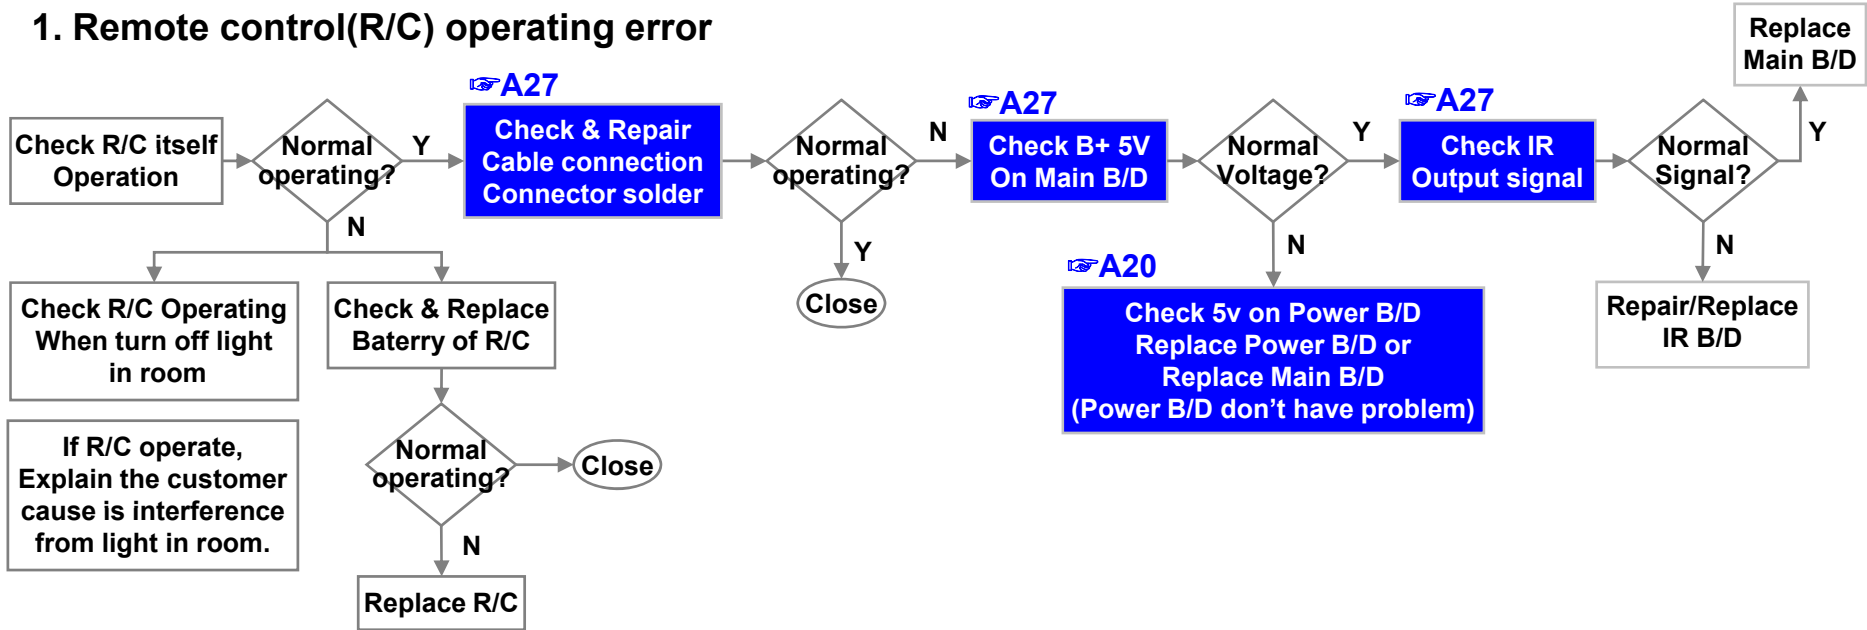 1. Remote control(R/C) operating error
Replace
Main B/D
☞A27
☞A27
☞A27
Check R/C itself
Operation
Normal
operating?
Y
N
Check & Repair
Cable connection
Connector solder
Normal
operating?
N
Y
Close
Check B+ 5V
On Main B/D
Normal
Voltage?
Y
N
Check IR
Output signal
Normal
Signal?
Y
N
☞A20
Check 5v on Power B/D
Replace Power B/D or
Replace Main B/D
(Power B/D don’t have problem)
Repair/Replace
IR B/D
Check R/C Operating
When turn off light
in room
Check & Replace
Baterry of R/C
If R/C operate,
Explain the customer
cause is interference
from light in room.
Normal
operating?
Close
N
Replace R/C